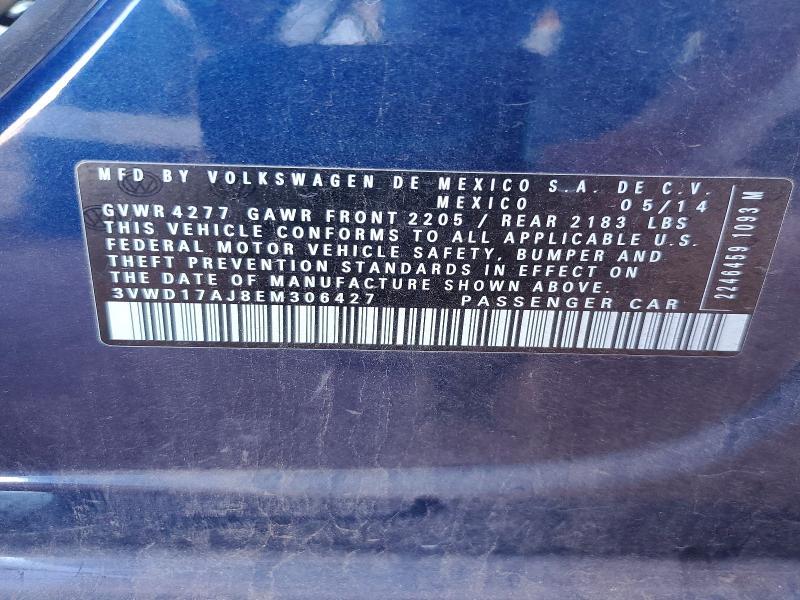 MFD BY VOLKSWAGEN DE MEXICO S.A. DE C.V.
MEXICO 05/14
GVWR 4277 GAWR FRONT 2205 / REAR 2183 LBS
THIS VEHICLE CONFORMS TO ALL APPLICABLE U.S.
FEDERAL MOTOR VEHICLE SAFETY, BUMPER AND
THEFT PREVENTION STANDARDS IN EFFECT ON
THE DATE OF MANUFACTURE SHOWN ABOVE.
3VWD17AJ8EM306427 PASSENGER CAR
2246459 1093 M